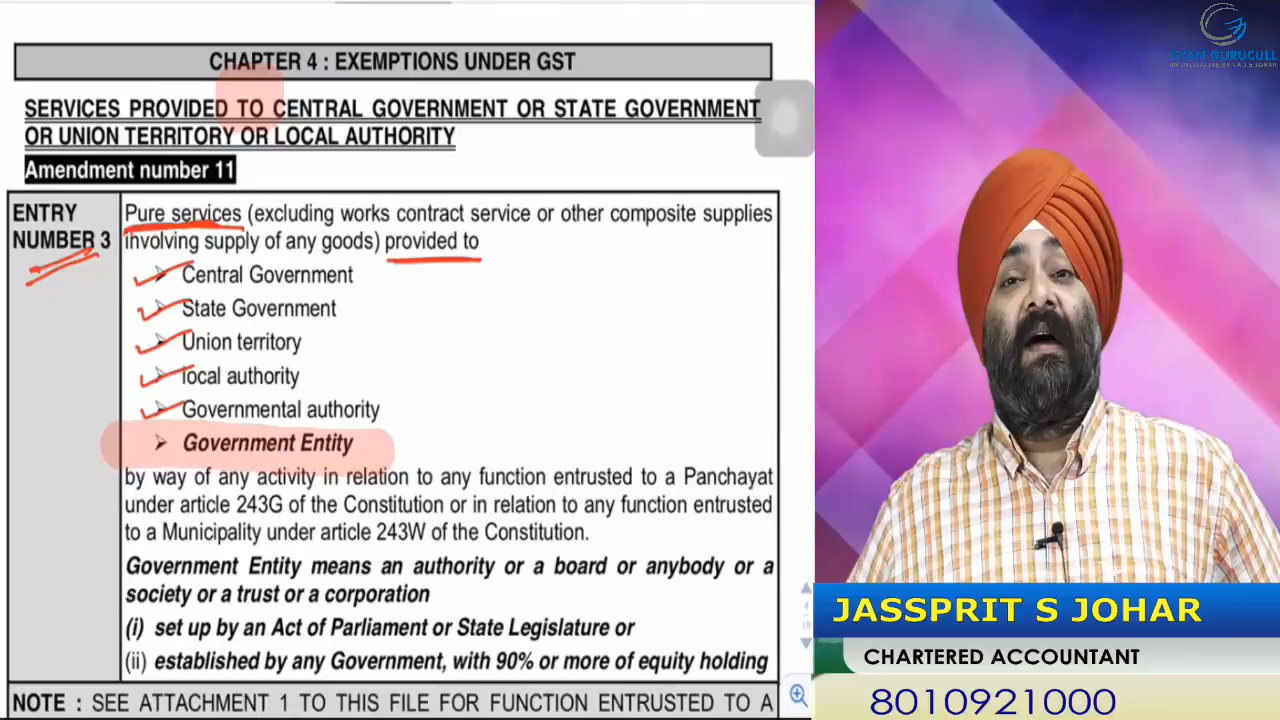 CHAPTER 4 : EXEMPTIONS UNDER GST
SERVICES PROVIDED TO CENTRAL GOVERNMENT OR STATE GOVERNMENT
OR UNION TERRITORY OR LOCAL AUTHORITY
Amendment number 11
ENTRY
NUMBER 3
Pure services (excluding works contract service or other composite supplies
involving supply of any goods) provided to
➢ Central Government
➢ State Government
➢ Union territory
➢ local authority
➢ Governmental authority
➢ Government Entity
by way of any activity in relation to any function entrusted to a Panchayat
under article 243G of the Constitution or in relation to any function entrusted
to a Municipality under article 243W of the Constitution.
Government Entity means an authority or a board or anybody or a
society or a trust or a corporation
(i) set up by an Act of Parliament or State Legislature or
(ii) established by any Government, with 90% or more of equity holding
NOTE : SEE ATTACHMENT 1 TO THIS FILE FOR FUNCTION ENTRUSTED TO A
GYAN GURUCULL
AN INITIATIVE BY CA J S JOHAR
JASSPRIT S JOHAR
CHARTERED ACCOUNTANT
8010921000